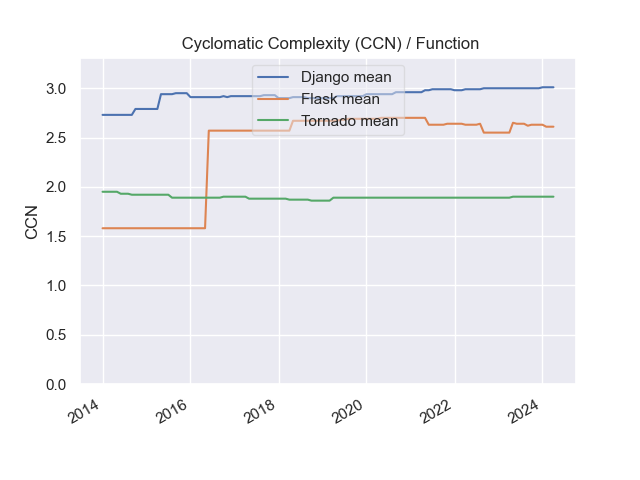 Cyclomatic Complexity (CCN) / Function
Django mean
Flask mean
Tornado mean
3.0
2.5
2.0
1.5
1.0
0.5
0.0
CCN
2014
2016
2018
2020
2022
2024